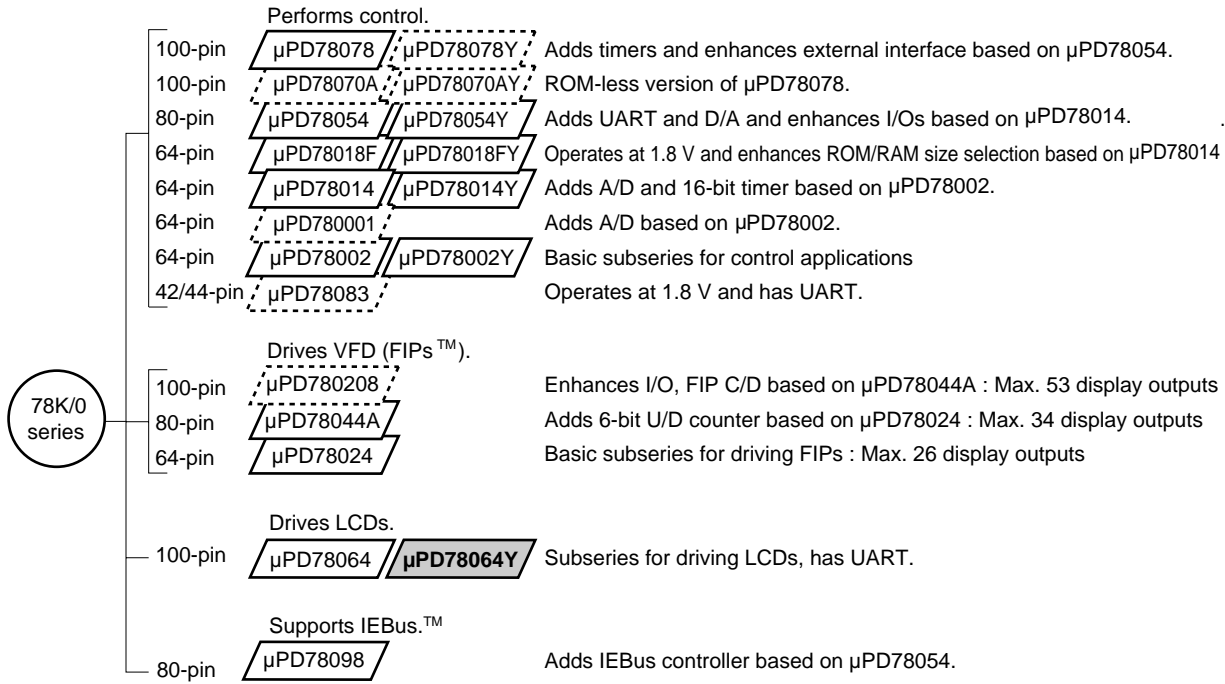 Performs control.
100-pin µPD78078 µPD78078Y Adds timers and enhances external interface based on µPD78054.
100-pin µPD78070A µPD78070AY ROM-less version of µPD78078.
80-pin µPD78054 µPD78054Y Adds UART and D/A and enhances I/Os based on µPD78014. .
64-pin µPD78018F µPD78018FY Operates at 1.8 V and enhances ROM/RAM size selection based on µPD78014
64-pin µPD78014 µPD78014Y Adds A/D and 16-bit timer based on µPD78002.
64-pin µPD780001 Adds A/D based on µPD78002.
64-pin µPD78002 µPD78002Y Basic subseries for control applications
42/44-pin µPD78083 Operates at 1.8 V and has UART.
Drives VFD (FIPs™).
100-pin µPD780208 Enhances I/O, FIP C/D based on µPD78044A : Max. 53 display outputs
78K/0
series
80-pin µPD78044A Adds 6-bit U/D counter based on µPD78024 : Max. 34 display outputs
64-pin µPD78024 Basic subseries for driving FIPs : Max. 26 display outputs
Drives LCDs.
100-pin µPD78064 µPD78064Y Subseries for driving LCDs, has UART.
Supports IEBus.™
80-pin µPD78098 Adds IEBus controller based on µPD78054.